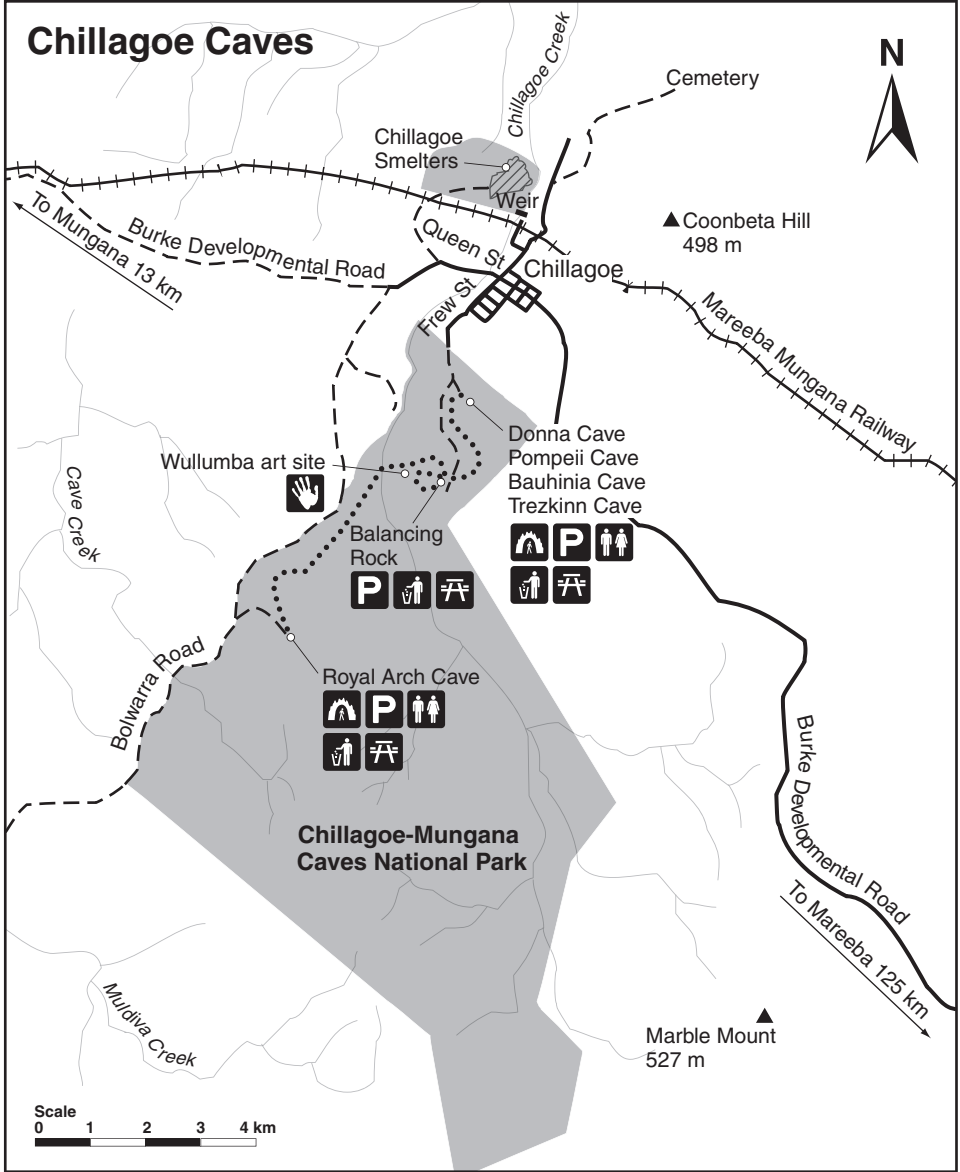 Chillagoe Caves
N
Chillagoe Creek
Cemetery
Chillagoe
Smelters
Weir
Coonbeta Hill
498 m
To Mungana 13 km
Burke Developmental Road
Queen St
Chillagoe
Frew St
Mareeba Mungana Railway
Donna Cave
Pompeii Cave
Bauhinia Cave
Trezkinn Cave
P
Wullumba art site
Cave Creek
Balancing
Rock
P
Royal Arch Cave
P
Bolwarra Road
Burke Developmental Road
Chillagoe-Mungana
Caves National Park
To Mareeba 125 km
Muldiva Creek
Marble Mount
527 m
Scale
0 1 2 3 4 km